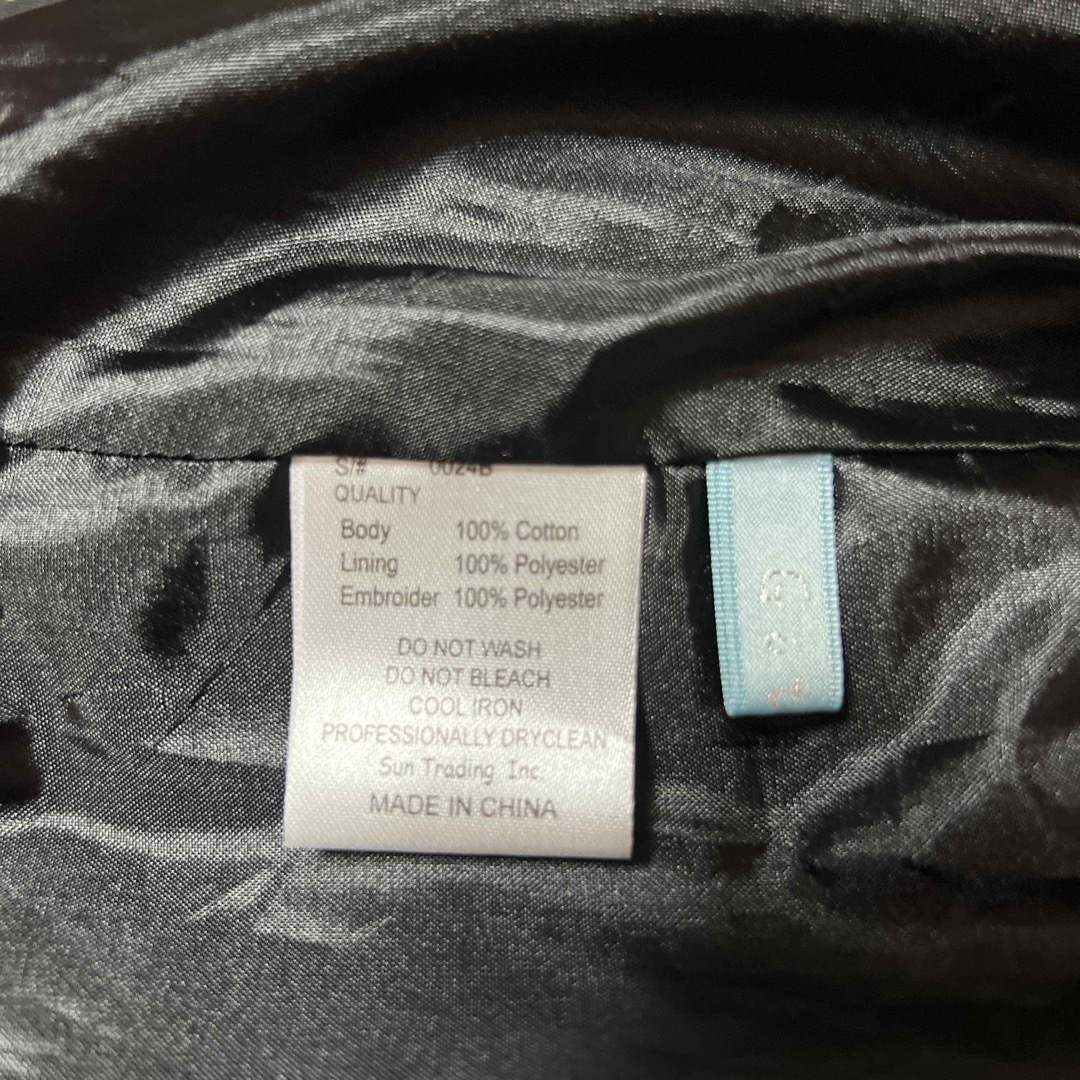 S/# 0024B
QUALITY
Body 100% Cotton
Lining 100% Polyester
Embroider 100% Polyester
DO NOT WASH
DO NOT BLEACH
COOL IRON
PROFESSIONALLY DRYCLEAN
Sun Trading Inc.
MADE IN CHINA